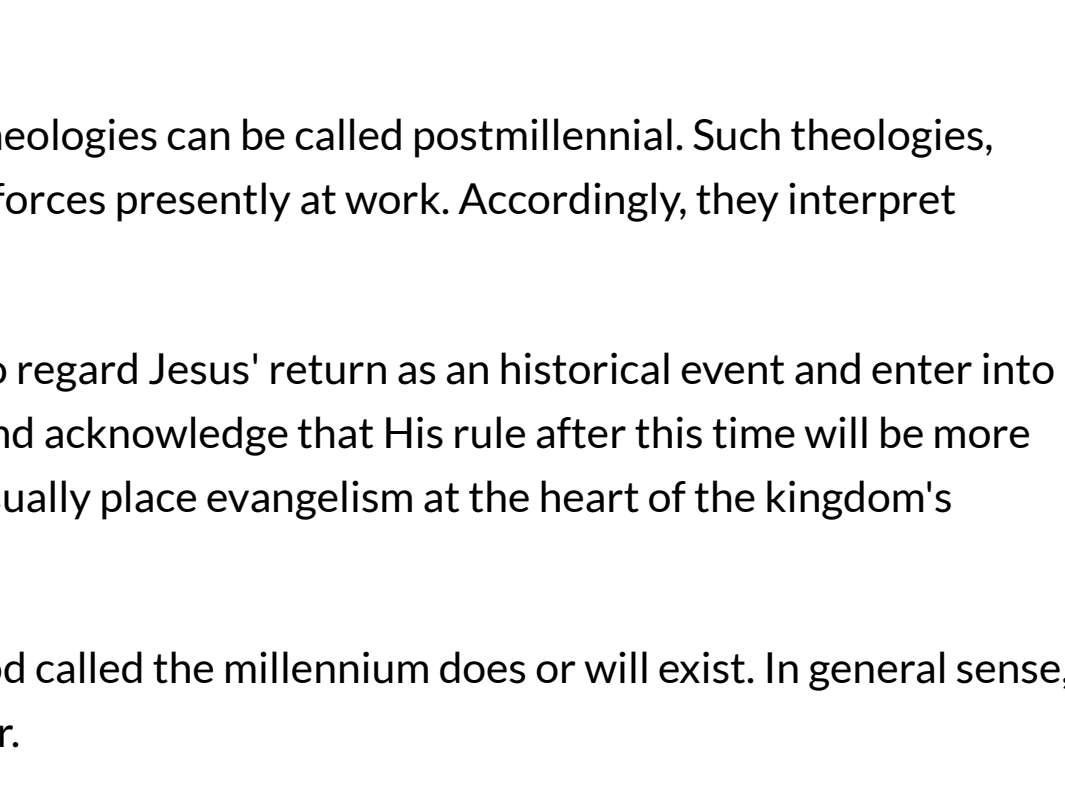 eologies can be called postmillennial. Such theologies,
forces presently at work. Accordingly, they interpret
regard Jesus' return as an historical event and enter into
nd acknowledge that His rule after this time will be more
ually place evangelism at the heart of the kingdom's
d called the millennium does or will exist. In general sense,
r.